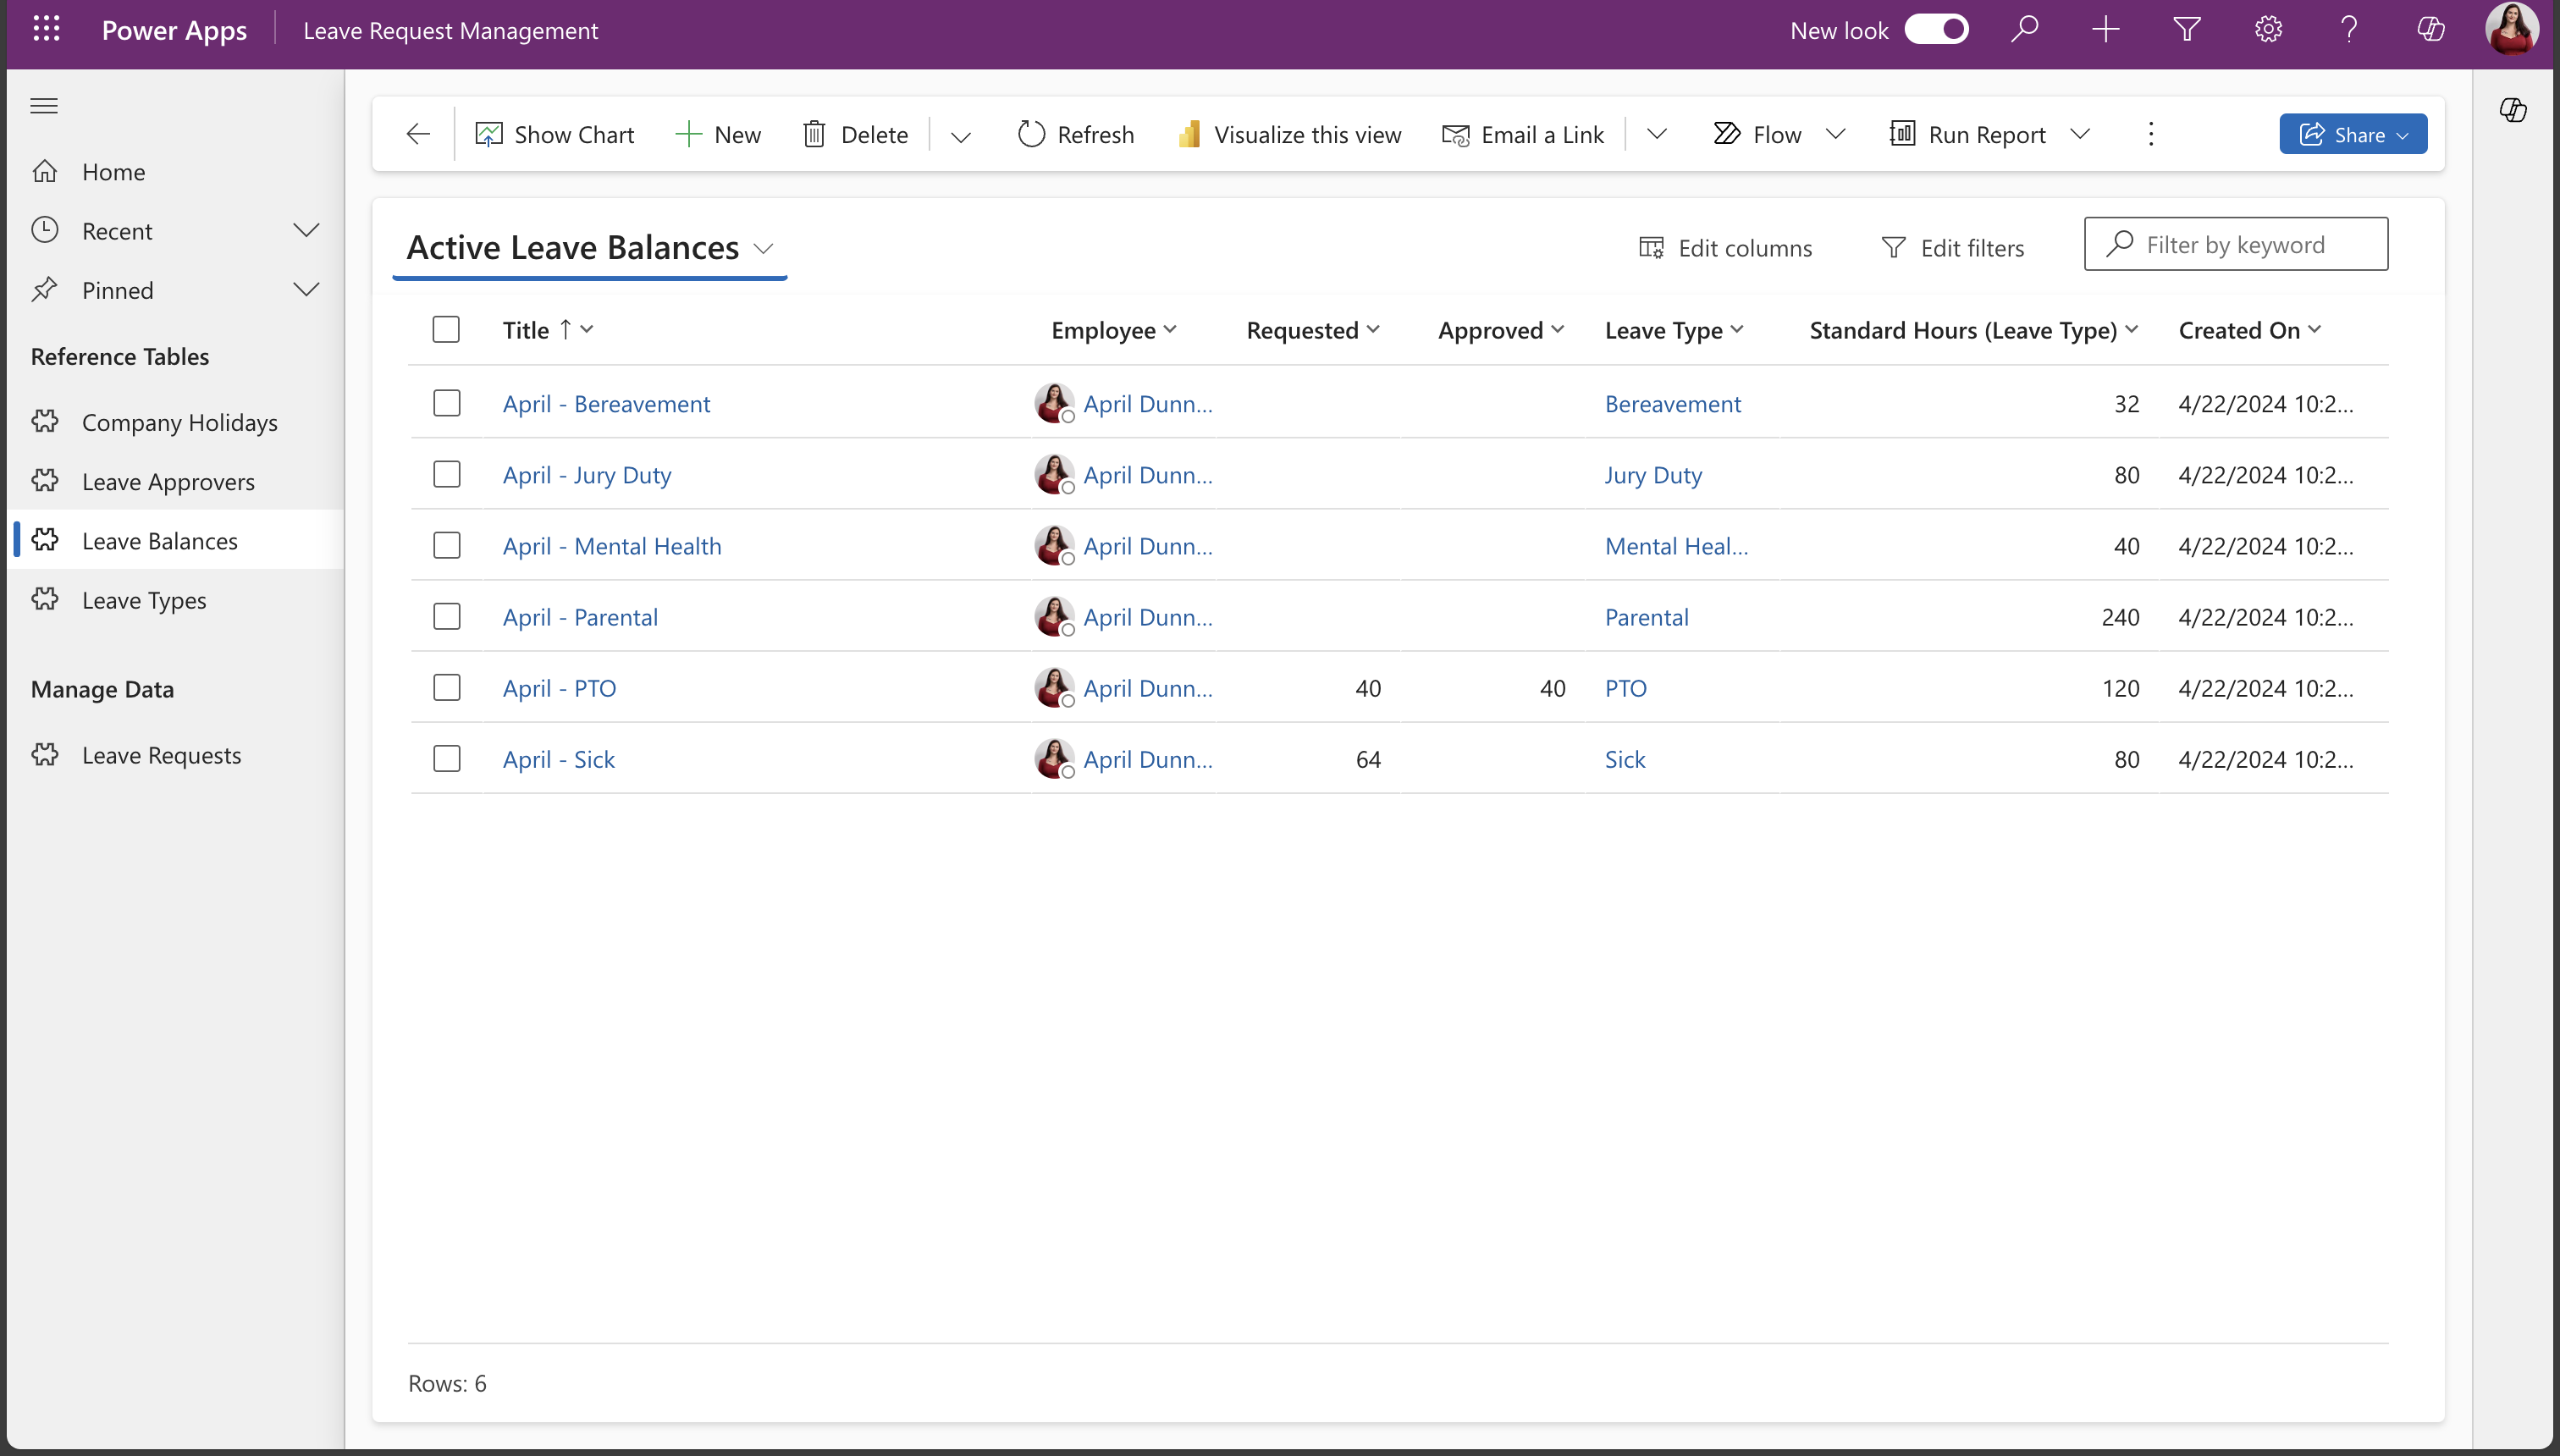 Power Apps Leave Request Management New look
Show Chart New Delete Refresh Visualize this view Email a Link Flow Run Report Share
Home
Recent
Pinned
Reference Tables
Company Holidays
Leave Approvers
Leave Balances
Leave Types
Manage Data
Leave Requests
Active Leave Balances Edit columns Edit filters Filter by keyword
Title ↑ Employee Requested Approved Leave Type Standard Hours (Leave Type) Created On
April - Bereavement April Dunn... Bereavement 32 4/22/2024 10:2...
April - Jury Duty April Dunn... Jury Duty 80 4/22/2024 10:2...
April - Mental Health April Dunn... Mental Heal... 40 4/22/2024 10:2...
April - Parental April Dunn... Parental 240 4/22/2024 10:2...
April - PTO April Dunn... 40 40 PTO 120 4/22/2024 10:2...
April - Sick April Dunn... 64 Sick 80 4/22/2024 10:2...
Rows: 6